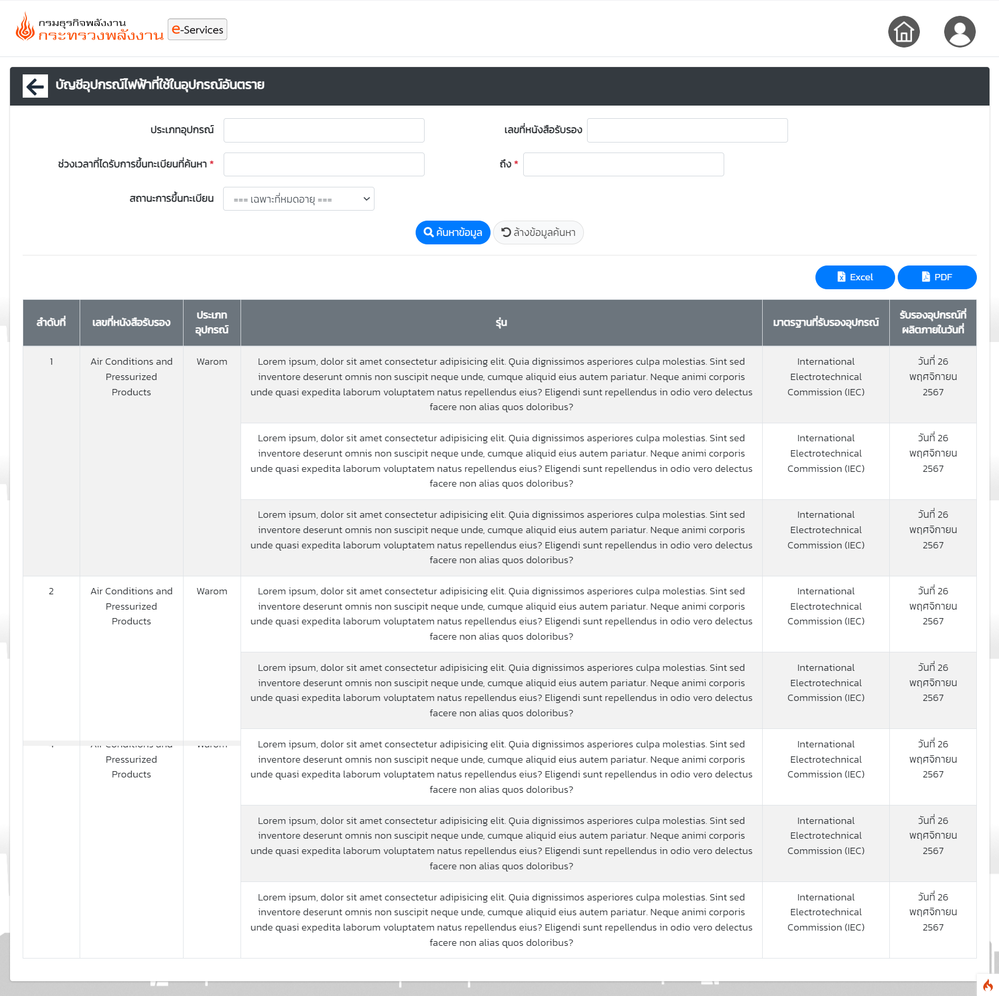 กรมธุรกิจพลังงาน
กระทรวงพลังงาน
e-Services
บัญชีอุปกรณ์ไฟฟ้าที่ใช้ในอุปกรณ์อันตราย
ประเภทอุปกรณ์
เลขที่หนังสือรับรอง
ช่วงเวลาที่ได้รับการขึ้นทะเบียนที่ค้นหา *
ถึง *
สถานะการขึ้นทะเบียน
=== เฉพาะที่หมดอายุ ===
ค้นหาข้อมูล
ล้างข้อมูลค้นหา
Excel
PDF
ลำดับที่
เลขที่หนังสือรับรอง
ประเภท
อุปกรณ์
รุ่น
มาตรฐานที่รับรองอุปกรณ์
รับรองอุปกรณ์ที่
ผลิตภายในวันที่
1
Air Conditions and
Pressurized
Products
Warom
Lorem ipsum, dolor sit amet consectetur adipisicing elit. Quia dignissimos asperiores culpa molestias. Sint sed
inventore deserunt omnis non suscipit neque unde, cumque aliquid eius autem pariatur. Neque animi corporis
unde quasi expedita laborum voluptatem natus repellendus eius? Eligendi sunt repellendus in odio vero delectus
facere non alias quos doloribus?
International
Electrotechnical
Commission (IEC)
วันที่ 26
พฤศจิกายน
2567
Lorem ipsum, dolor sit amet consectetur adipisicing elit. Quia dignissimos asperiores culpa molestias. Sint sed
inventore deserunt omnis non suscipit neque unde, cumque aliquid eius autem pariatur. Neque animi corporis
unde quasi expedita laborum voluptatem natus repellendus eius? Eligendi sunt repellendus in odio vero delectus
facere non alias quos doloribus?
International
Electrotechnical
Commission (IEC)
วันที่ 26
พฤศจิกายน
2567
Lorem ipsum, dolor sit amet consectetur adipisicing elit. Quia dignissimos asperiores culpa molestias. Sint sed
inventore deserunt omnis non suscipit neque unde, cumque aliquid eius autem pariatur. Neque animi corporis
unde quasi expedita laborum voluptatem natus repellendus eius? Eligendi sunt repellendus in odio vero delectus
facere non alias quos doloribus?
International
Electrotechnical
Commission (IEC)
วันที่ 26
พฤศจิกายน
2567
2
Air Conditions and
Pressurized
Products
Warom
Lorem ipsum, dolor sit amet consectetur adipisicing elit. Quia dignissimos asperiores culpa molestias. Sint sed
inventore deserunt omnis non suscipit neque unde, cumque aliquid eius autem pariatur. Neque animi corporis
unde quasi expedita laborum voluptatem natus repellendus eius? Eligendi sunt repellendus in odio vero delectus
facere non alias quos doloribus?
International
Electrotechnical
Commission (IEC)
วันที่ 26
พฤศจิกายน
2567
Lorem ipsum, dolor sit amet consectetur adipisicing elit. Quia dignissimos asperiores culpa molestias. Sint sed
inventore deserunt omnis non suscipit neque unde, cumque aliquid eius autem pariatur. Neque animi corporis
unde quasi expedita laborum voluptatem natus repellendus eius? Eligendi sunt repellendus in odio vero delectus
facere non alias quos doloribus?
International
Electrotechnical
Commission (IEC)
วันที่ 26
พฤศจิกายน
2567
Air Conditions and
Pressurized
Products
Warom
Lorem ipsum, dolor sit amet consectetur adipisicing elit. Quia dignissimos asperiores culpa molestias. Sint sed
inventore deserunt omnis non suscipit neque unde, cumque aliquid eius autem pariatur. Neque animi corporis
unde quasi expedita laborum voluptatem natus repellendus eius? Eligendi sunt repellendus in odio vero delectus
facere non alias quos doloribus?
International
Electrotechnical
Commission (IEC)
วันที่ 26
พฤศจิกายน
2567
Lorem ipsum, dolor sit amet consectetur adipisicing elit. Quia dignissimos asperiores culpa molestias. Sint sed
inventore deserunt omnis non suscipit neque unde, cumque aliquid eius autem pariatur. Neque animi corporis
unde quasi expedita laborum voluptatem natus repellendus eius? Eligendi sunt repellendus in odio vero delectus
facere non alias quos doloribus?
International
Electrotechnical
Commission (IEC)
วันที่ 26
พฤศจิกายน
2567
Lorem ipsum, dolor sit amet consectetur adipisicing elit. Quia dignissimos asperiores culpa molestias. Sint sed
inventore deserunt omnis non suscipit neque unde, cumque aliquid eius autem pariatur. Neque animi corporis
unde quasi expedita laborum voluptatem natus repellendus eius? Eligendi sunt repellendus in odio vero delectus
facere non alias quos doloribus?
International
Electrotechnical
Commission (IEC)
วันที่ 26
พฤศจิกายน
2567